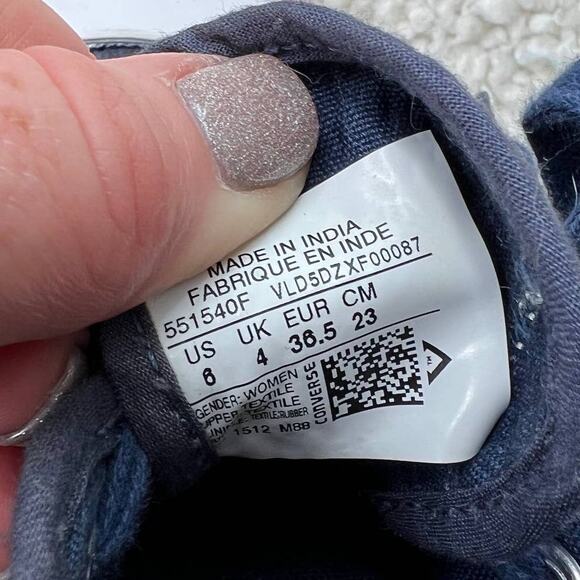 MADE IN INDIA
FABRIQUE EN INDE
551540F VLD5DZXF00087
US UK EUR CM
6 4 36.5 23
GENDER: WOMEN
UPPER: TEXTILE
TEXTILE:RUBBER
1512 M88
CONVERSE